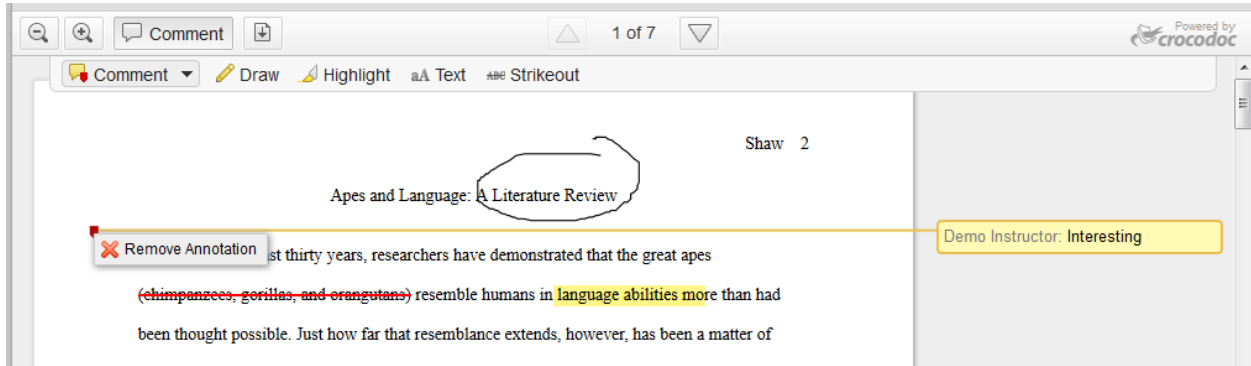 Comment
1 of 7
Powered by
crocodoc
Comment
Draw
Highlight
aA Text
ABC Strikeout
Shaw 2
Apes and Language: A Literature Review
Remove Annotation
Demo Instructor: Interesting
st thirty years, researchers have demonstrated that the great apes
(chimpanzees, gorillas, and orangutans) resemble humans in language abilities more than had
been thought possible. Just how far that resemblance extends, however, has been a matter of